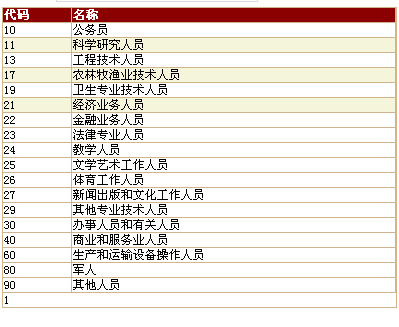 代码 名称
10 公务员
11 科学研究人员
13 工程技术人员
17 农林牧渔业技术人员
19 卫生专业技术人员
21 经济业务人员
22 金融业务人员
23 法律专业人员
24 教学人员
25 文学艺术工作人员
26 体育工作人员
27 新闻出版和文化工作人员
29 其他专业技术人员
30 办事人员和有关人员
40 商业和服务业人员
60 生产和运输设备操作人员
80 军人
90 其他人员
1